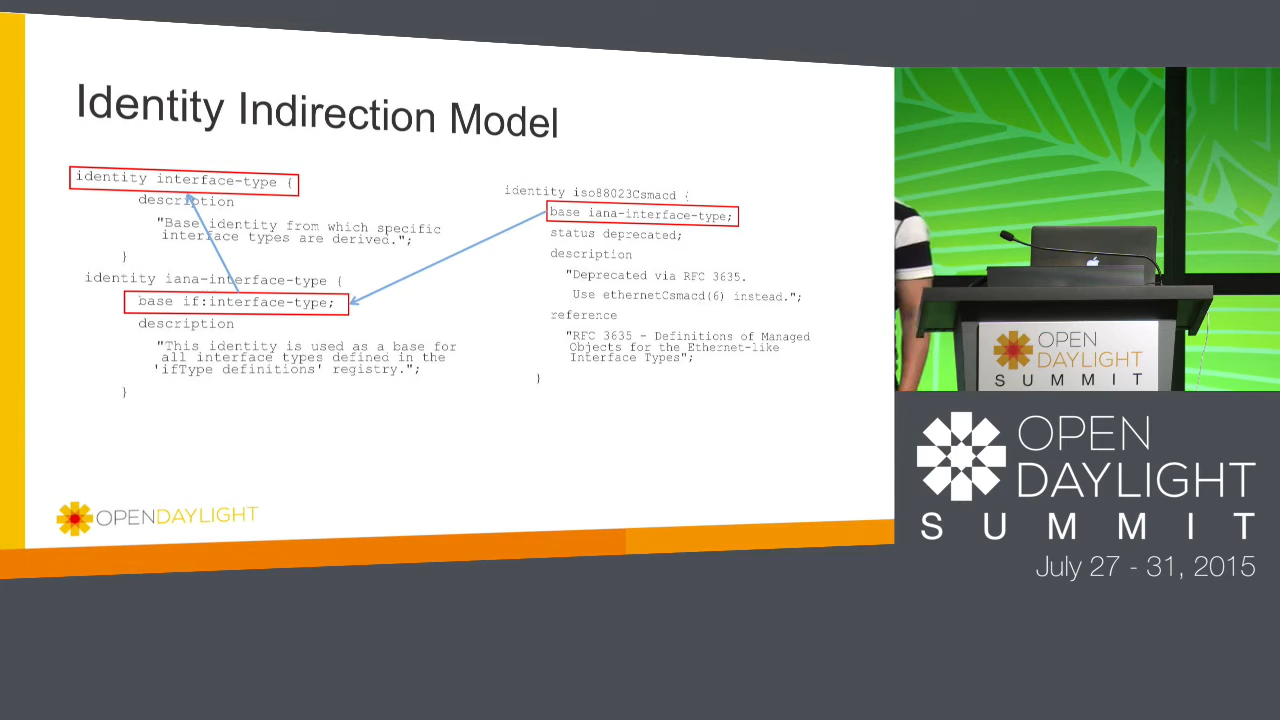 Identity Indirection Model
identity interface-type {
description
"Base identity from which specific
interface types are derived.";
}
identity iana-interface-type {
base if:interface-type;
description
"This identity is used as a base for
all interface types defined in the
'ifType definitions' registry.";
}
identity iso88023Csmacd {
base iana-interface-type;
status deprecated;
description
"Deprecated via RFC 3635.
Use ethernetCsmacd(6) instead.";
reference
"RFC 3635 - Definitions of Managed
Objects for the Ethernet-like
Interface Types";
}
OPENDAYLIGHT
OPEN
DAYLIGHT
SUMMIT
OPEN
DAYLIGHT
SUMMIT
July 27 - 31, 2015